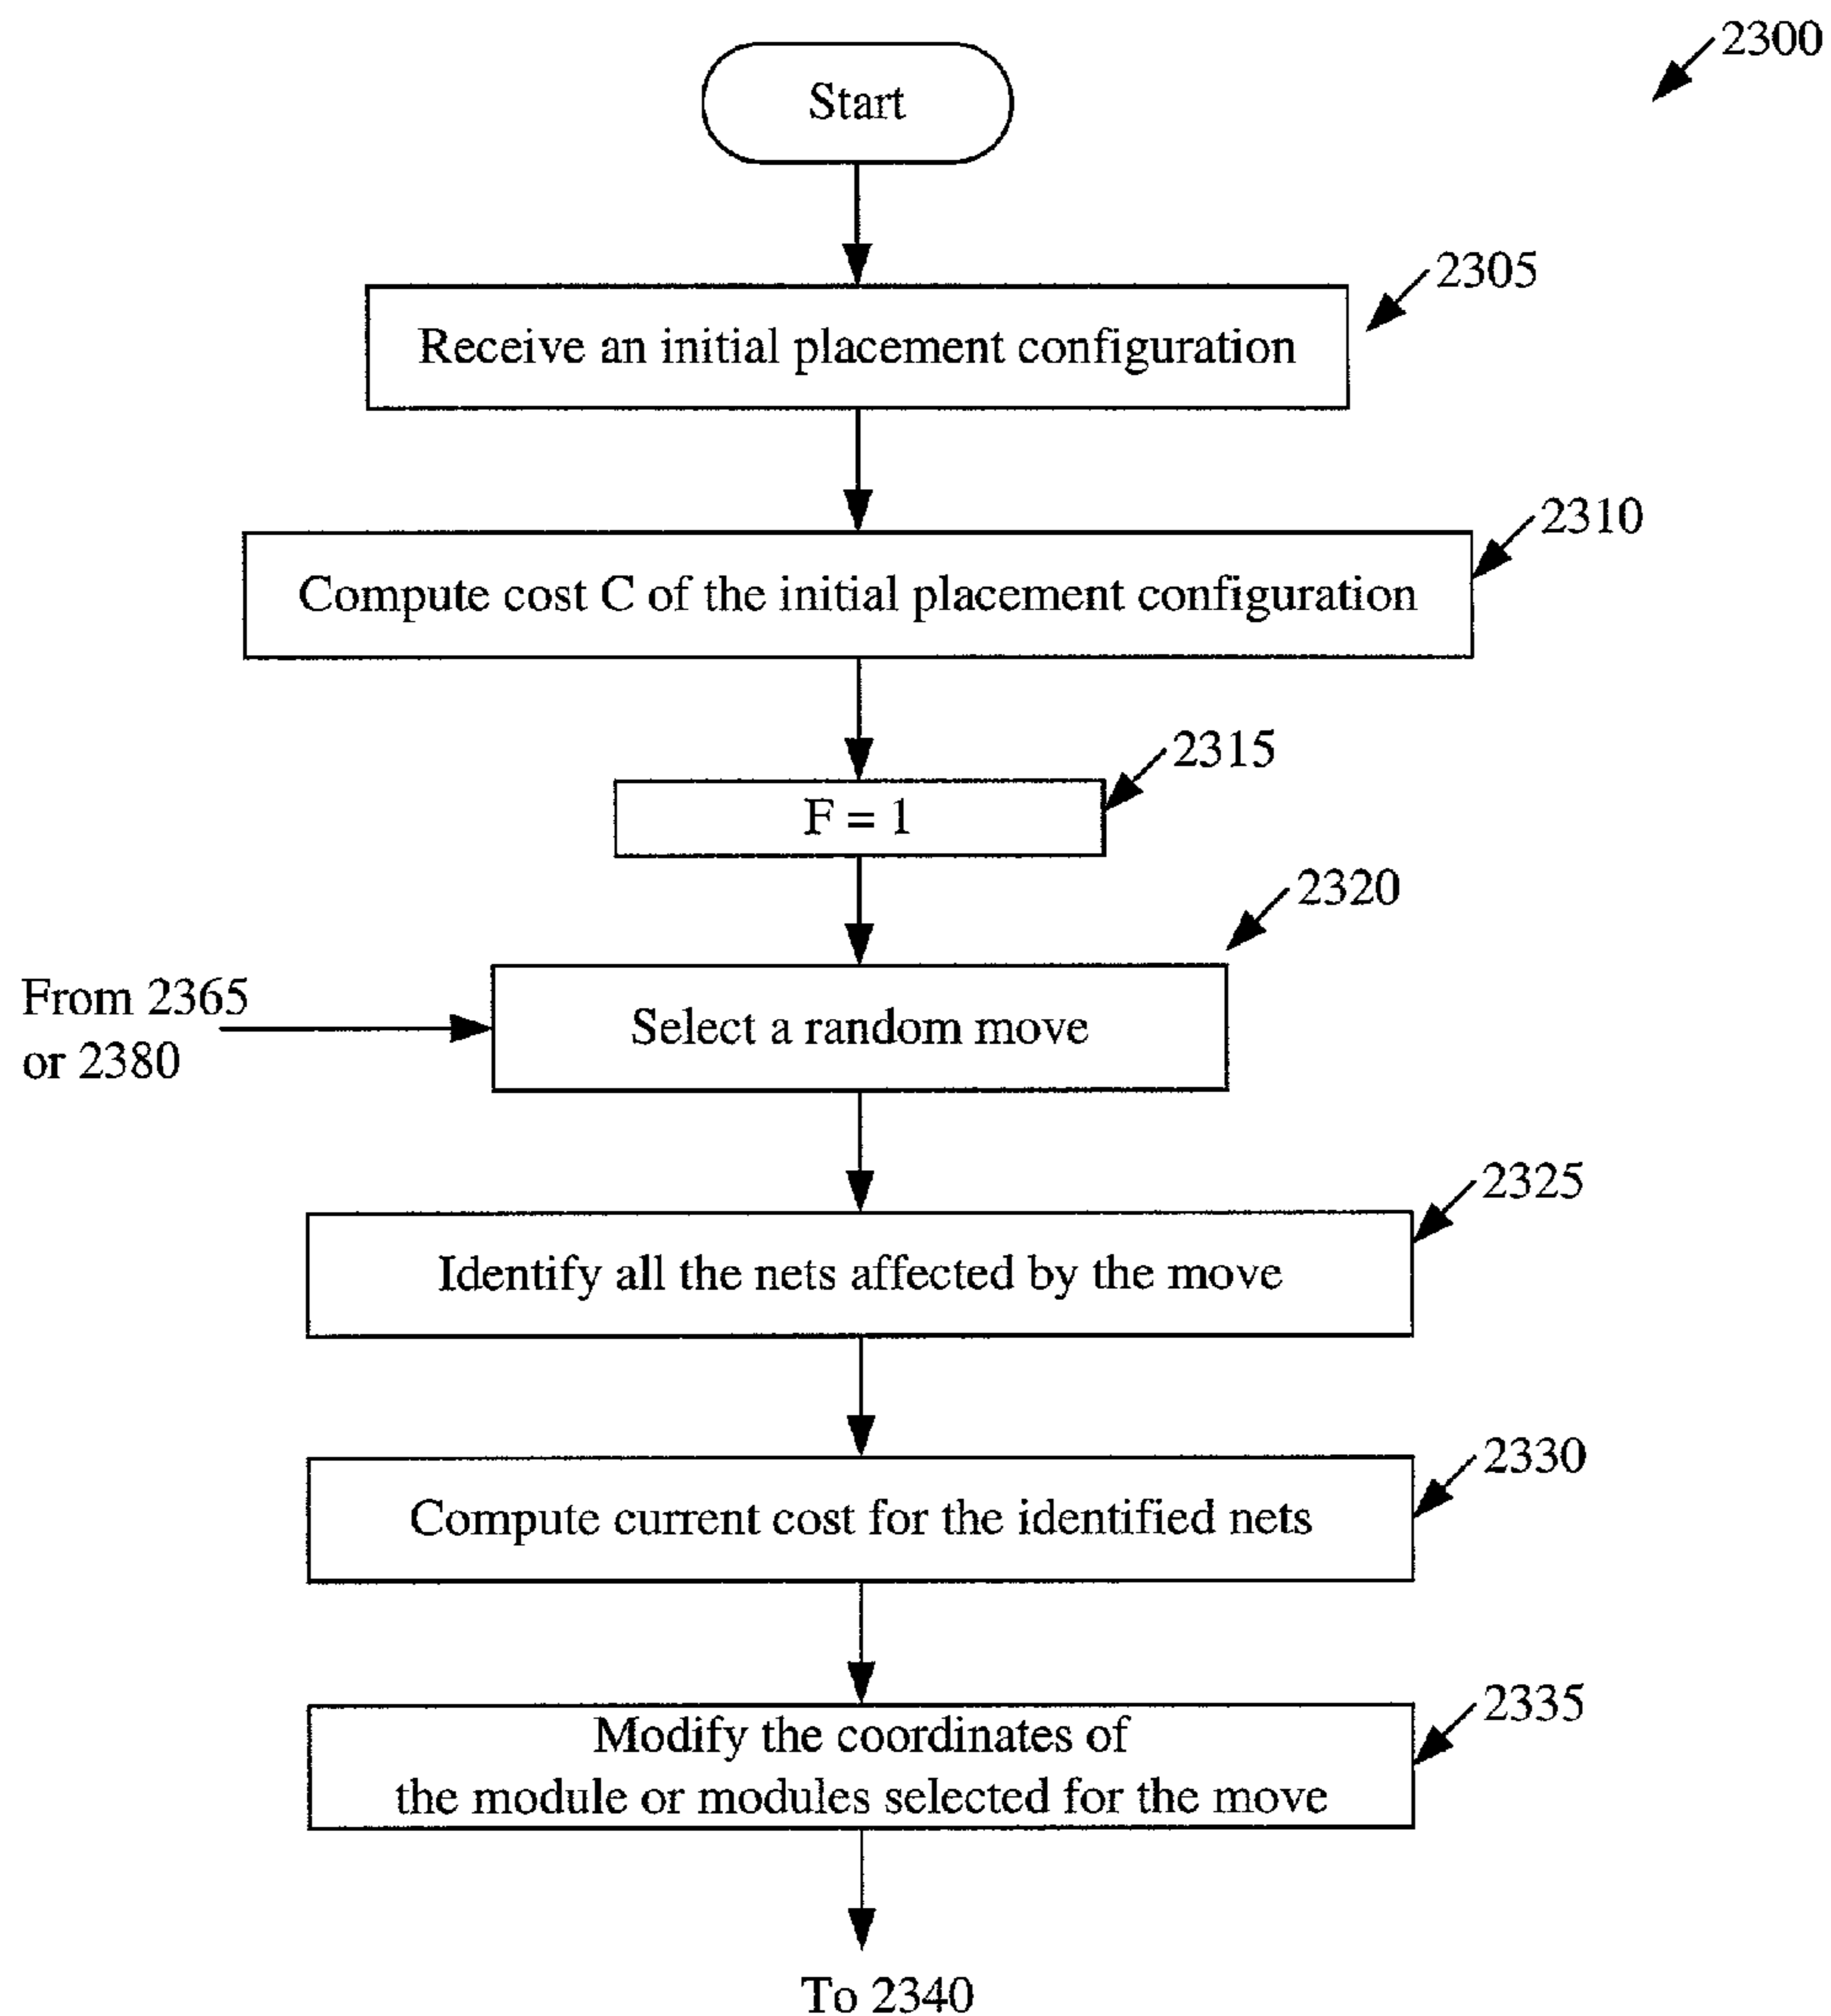 2300
Start
2305
Receive an initial placement configuration
2310
Compute cost C of the initial placement configuration
2315
F = 1
2320
From 2365
or 2380
Select a random move
2325
Identify all the nets affected by the move
2330
Compute current cost for the identified nets
2335
Modify the coordinates of
the module or modules selected for the move
To 2340